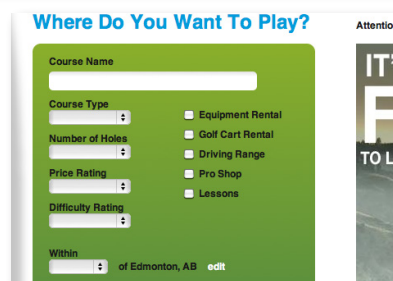 Where Do You Want To Play?
Attentio
Course Name
IT'
F
Course Type
Equipment Rental
Number of Holes
Golf Cart Rental
Driving Range
TO L
Price Rating
Pro Shop
Lessons
Difficulty Rating
Within
of Edmonton, AB edit